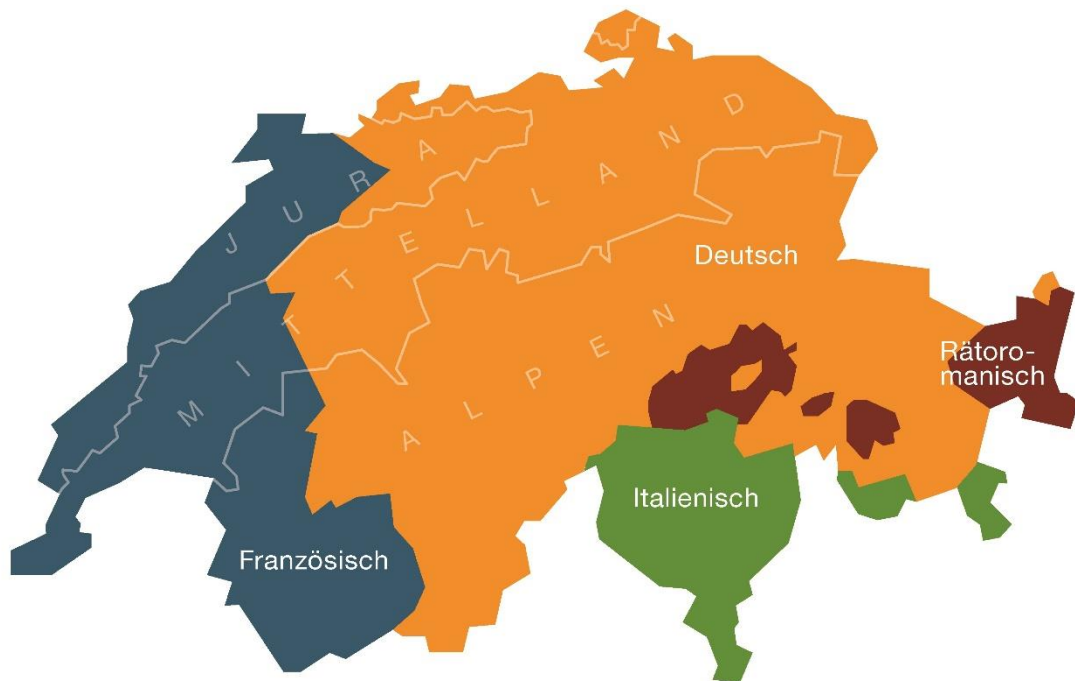 JURA
MITTELLAND
ALPEN
Deutsch
Rätoro-
manisch
Italienisch
Französisch